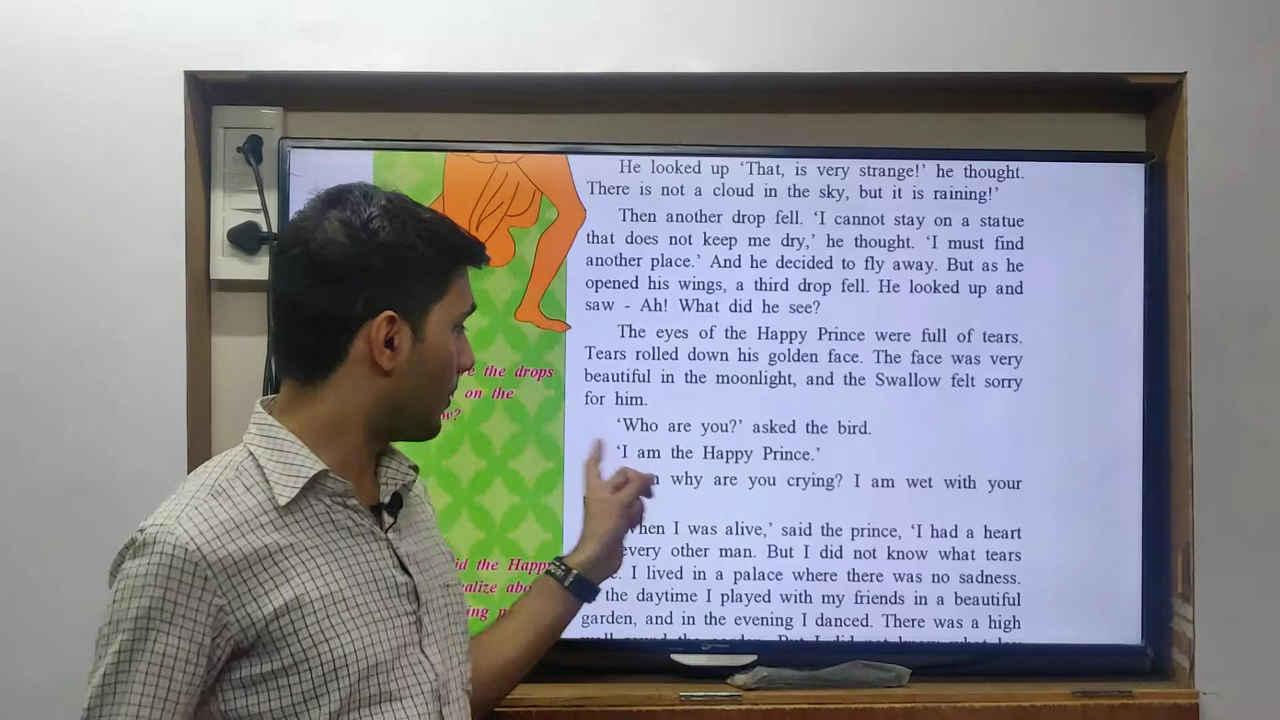 He looked up ‘That, is very strange!’ he thought.
There is not a cloud in the sky, but it is raining!’
Then another drop fell. ‘I cannot stay on a statue
that does not keep me dry,’ he thought. ‘I must find
another place.’ And he decided to fly away. But as he
opened his wings, a third drop fell. He looked up and
saw - Ah! What did he see?
The eyes of the Happy Prince were full of tears.
Tears rolled down his golden face. The face was very
beautiful in the moonlight, and the Swallow felt sorry
for him.
‘Who are you?’ asked the bird.
‘I am the Happy Prince.’
why are you crying? I am wet with your
when I was alive,’ said the prince, ‘I had a heart
every other man. But I did not know what tears
I lived in a palace where there was no sadness.
the daytime I played with my friends in a beautiful
garden, and in the evening I danced. There was a high
the drops
on the
the Happy